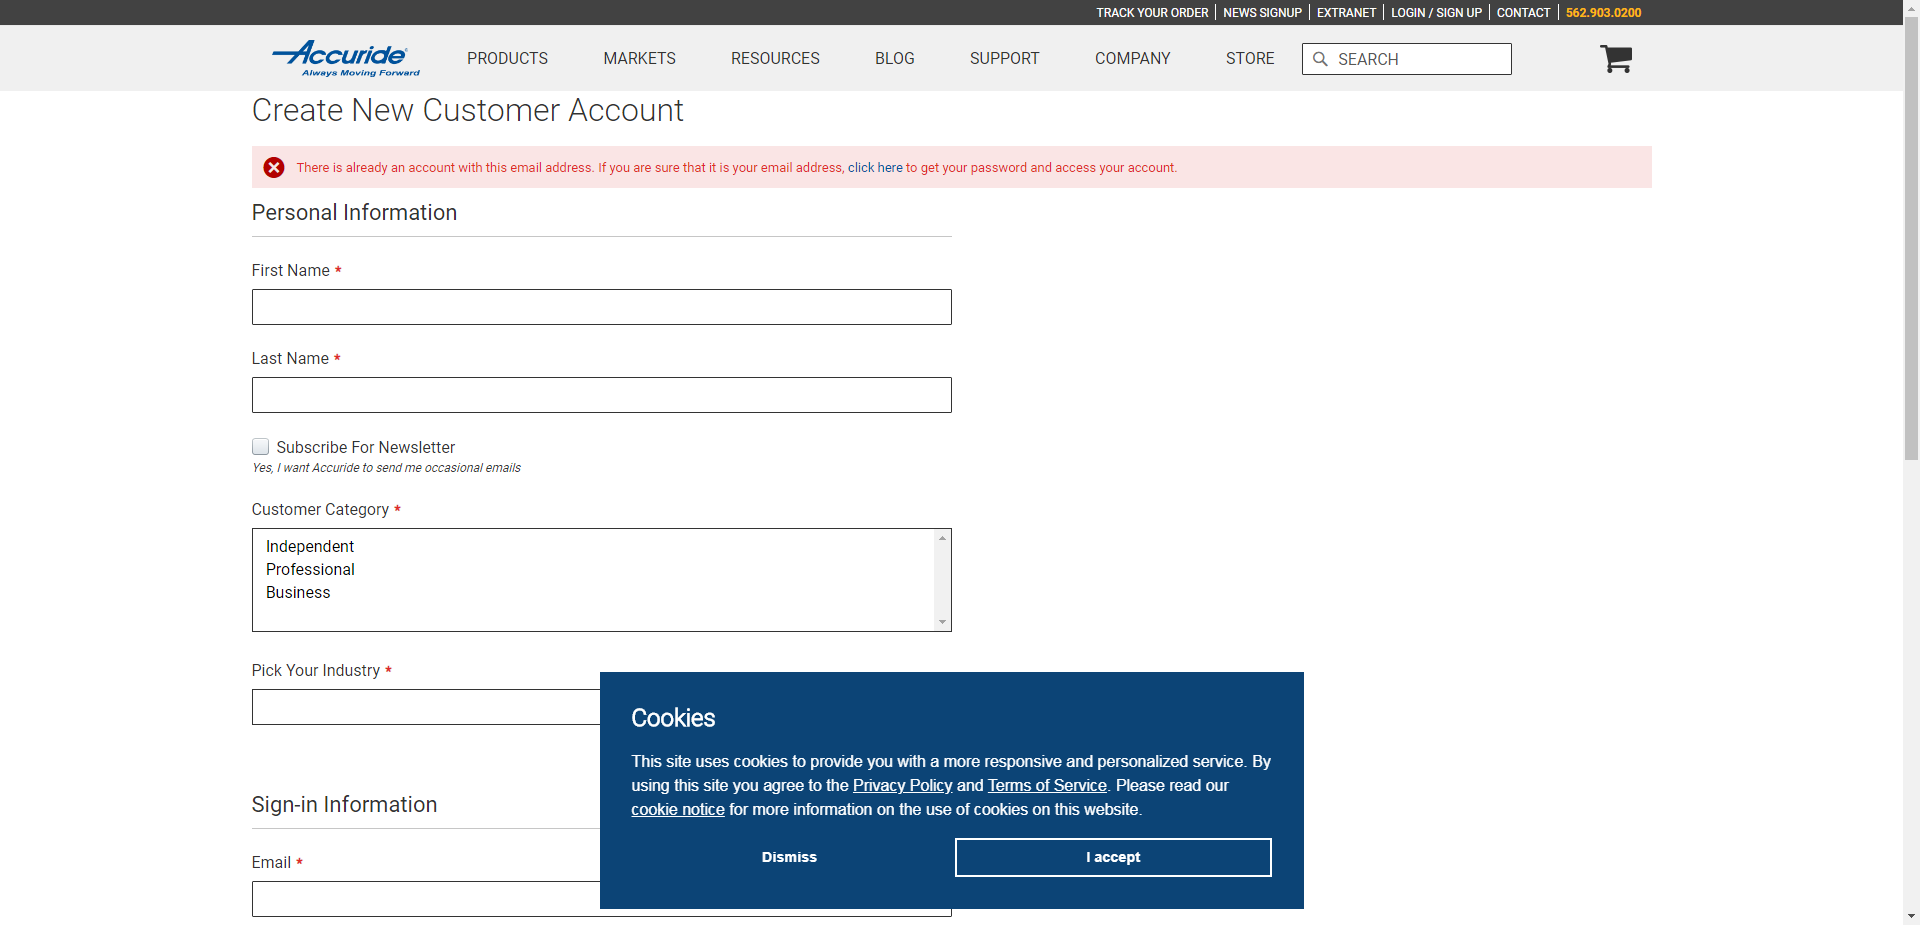 TRACK YOUR ORDER NEWS SIGNUP EXTRANET LOGIN / SIGN UP CONTACT 562.903.0200
Accuride
Always Moving Forward
PRODUCTS MARKETS RESOURCES BLOG SUPPORT COMPANY STORE SEARCH
Create New Customer Account
There is already an account with this email address. If you are sure that it is your email address, click here to get your password and access your account.
Personal Information
First Name *
Last Name *
Subscribe For Newsletter
Yes, I want Accuride to send me occasional emails
Customer Category *
Independent
Professional
Business
Pick Your Industry *
Sign-in Information
Email *
Cookies
This site uses cookies to provide you with a more responsive and personalized service. By
using this site you agree to the Privacy Policy and Terms of Service. Please read our
cookie notice for more information on the use of cookies on this website.
Dismiss I accept